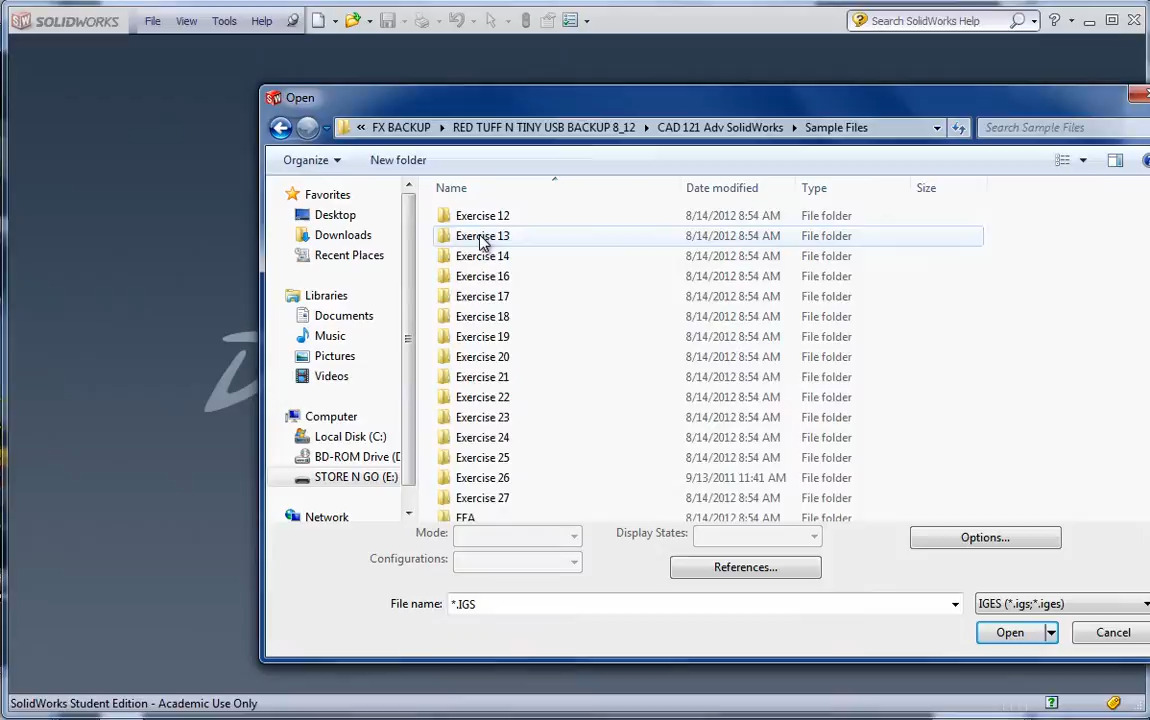 SOLIDWORKS File View Tools Help Search SolidWorks Help
Open
« FX BACKUP RED TUFF N TINY USB BACKUP 8_12 CAD 121 Adv SolidWorks Sample Files Search Sample Files
Organize New folder
Favorites
Desktop
Downloads
Recent Places
Libraries
Documents
Music
Pictures
Videos
Computer
Local Disk (C:)
BD-ROM Drive (D
STORE N GO (E:)
Network
Name Date modified Type Size
Exercise 12 8/14/2012 8:54 AM File folder
Exercise 13 8/14/2012 8:54 AM File folder
Exercise 14 8/14/2012 8:54 AM File folder
Exercise 16 8/14/2012 8:54 AM File folder
Exercise 17 8/14/2012 8:54 AM File folder
Exercise 18 8/14/2012 8:54 AM File folder
Exercise 19 8/14/2012 8:54 AM File folder
Exercise 20 8/14/2012 8:54 AM File folder
Exercise 21 8/14/2012 8:54 AM File folder
Exercise 22 8/14/2012 8:54 AM File folder
Exercise 23 8/14/2012 8:54 AM File folder
Exercise 24 8/14/2012 8:54 AM File folder
Exercise 25 8/14/2012 8:54 AM File folder
Exercise 26 9/13/2011 11:41 AM File folder
Exercise 27 8/14/2012 8:54 AM File folder
Mode: Display States: Options...
Configurations: References...
File name: *.IGS IGES (*.igs;*.iges)
Open Cancel
SolidWorks Student Edition - Academic Use Only